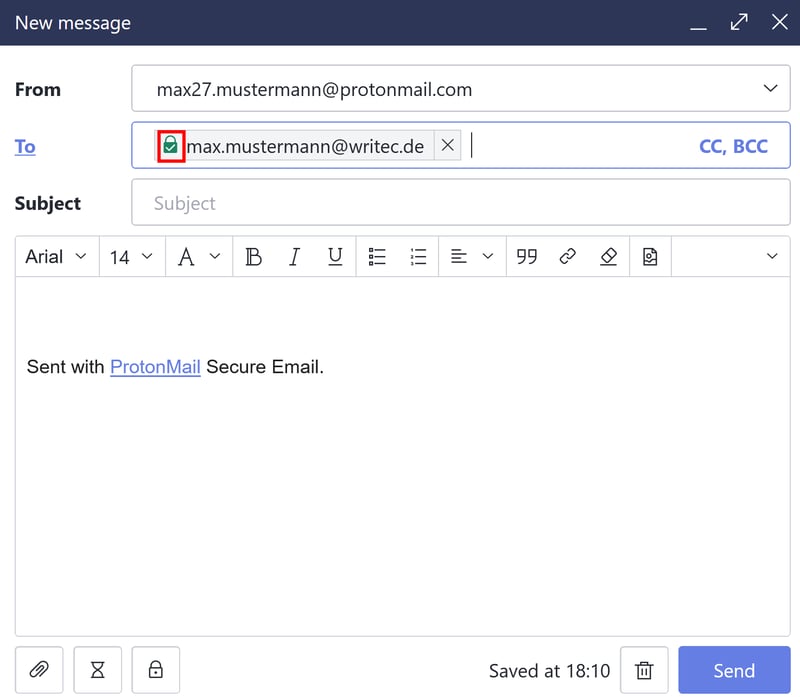 New message
From max27.mustermann@protonmail.com
To max.mustermann@writec.de CC, BCC
Subject Subject
Arial 14 A B I U
Sent with ProtonMail Secure Email.
Saved at 18:10 Send